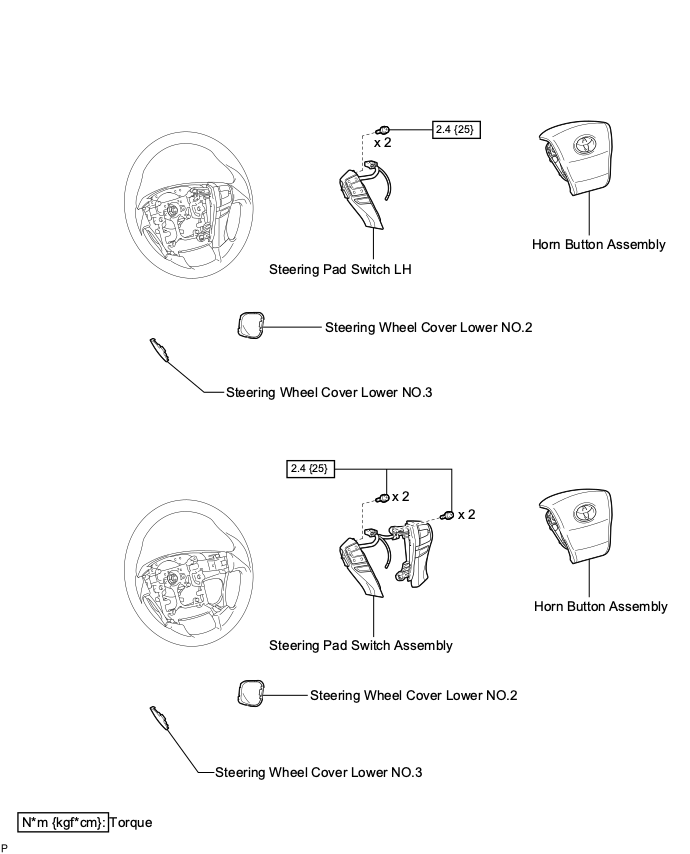 2.4 {25}
x 2
Horn Button Assembly
Steering Pad Switch LH
Steering Wheel Cover Lower NO.2
Steering Wheel Cover Lower NO.3
2.4 {25}
x 2
x 2
Horn Button Assembly
Steering Pad Switch Assembly
Steering Wheel Cover Lower NO.2
Steering Wheel Cover Lower NO.3
N*m {kgf*cm}: Torque
P